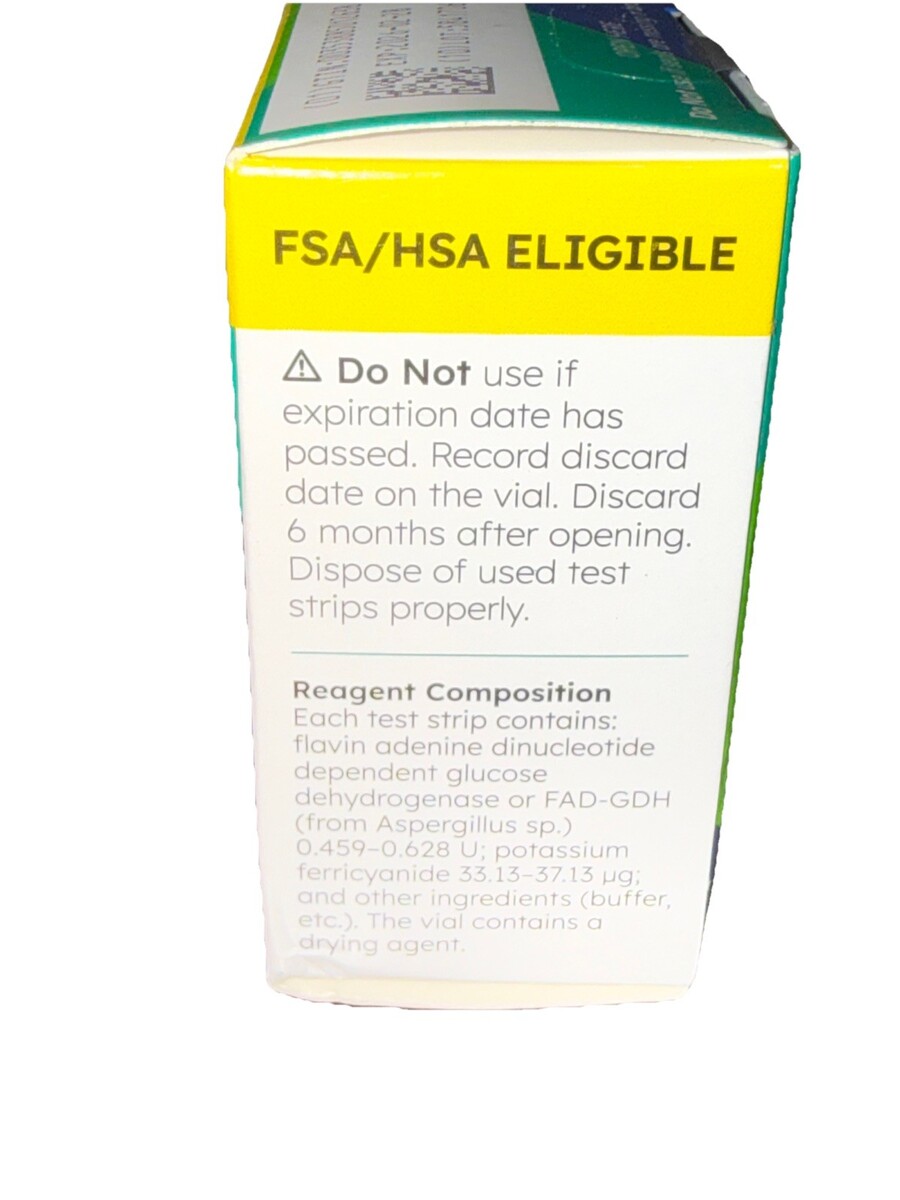 FSA/HSA ELIGIBLE
⚠ Do Not use if
expiration date has
passed. Record discard
date on the vial. Discard
6 months after opening.
Dispose of used test
strips properly.
Reagent Composition
Each test strip contains:
flavin adenine dinucleotide
dependent glucose
dehydrogenase or FAD-GDH
(from Aspergillus sp.)
0.459–0.628 U; potassium
ferricyanide 33.13–37.13 µg;
and other ingredients (buffer,
etc.). The vial contains a
drying agent.